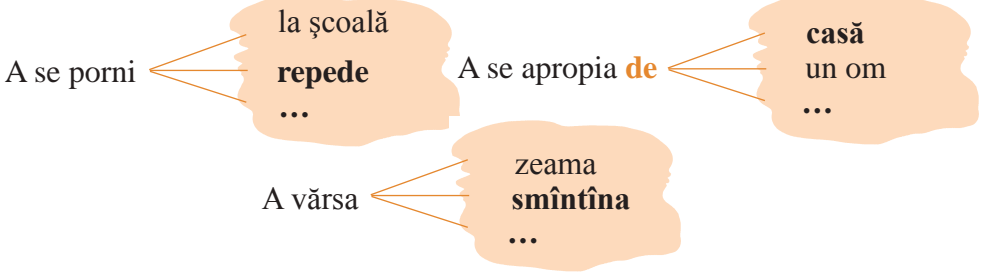 la şcoală
A se porni repede
...
casă
A se apropia de un om
...
zeama
A vărsa smîntîna
...